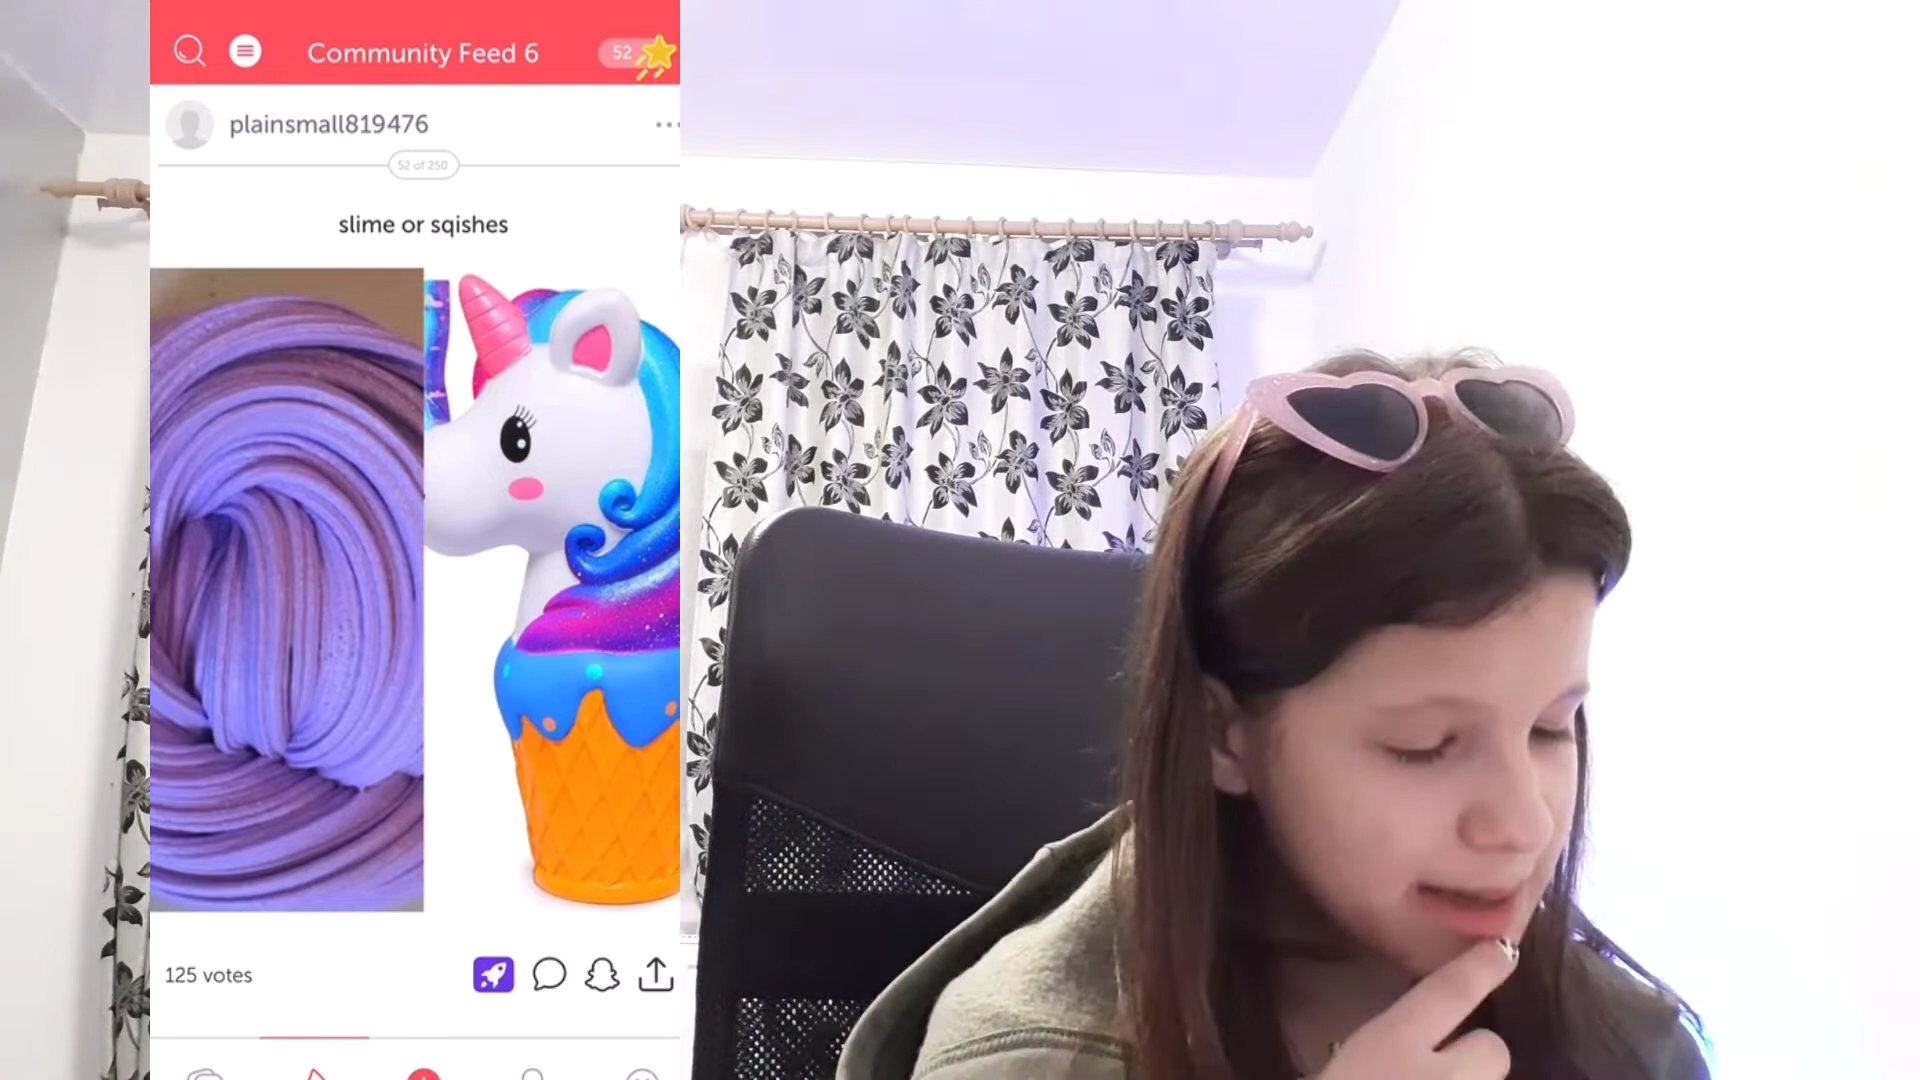 Community Feed 6
52
plainsmall819476
52 of 250
slime or sqishes
125 votes